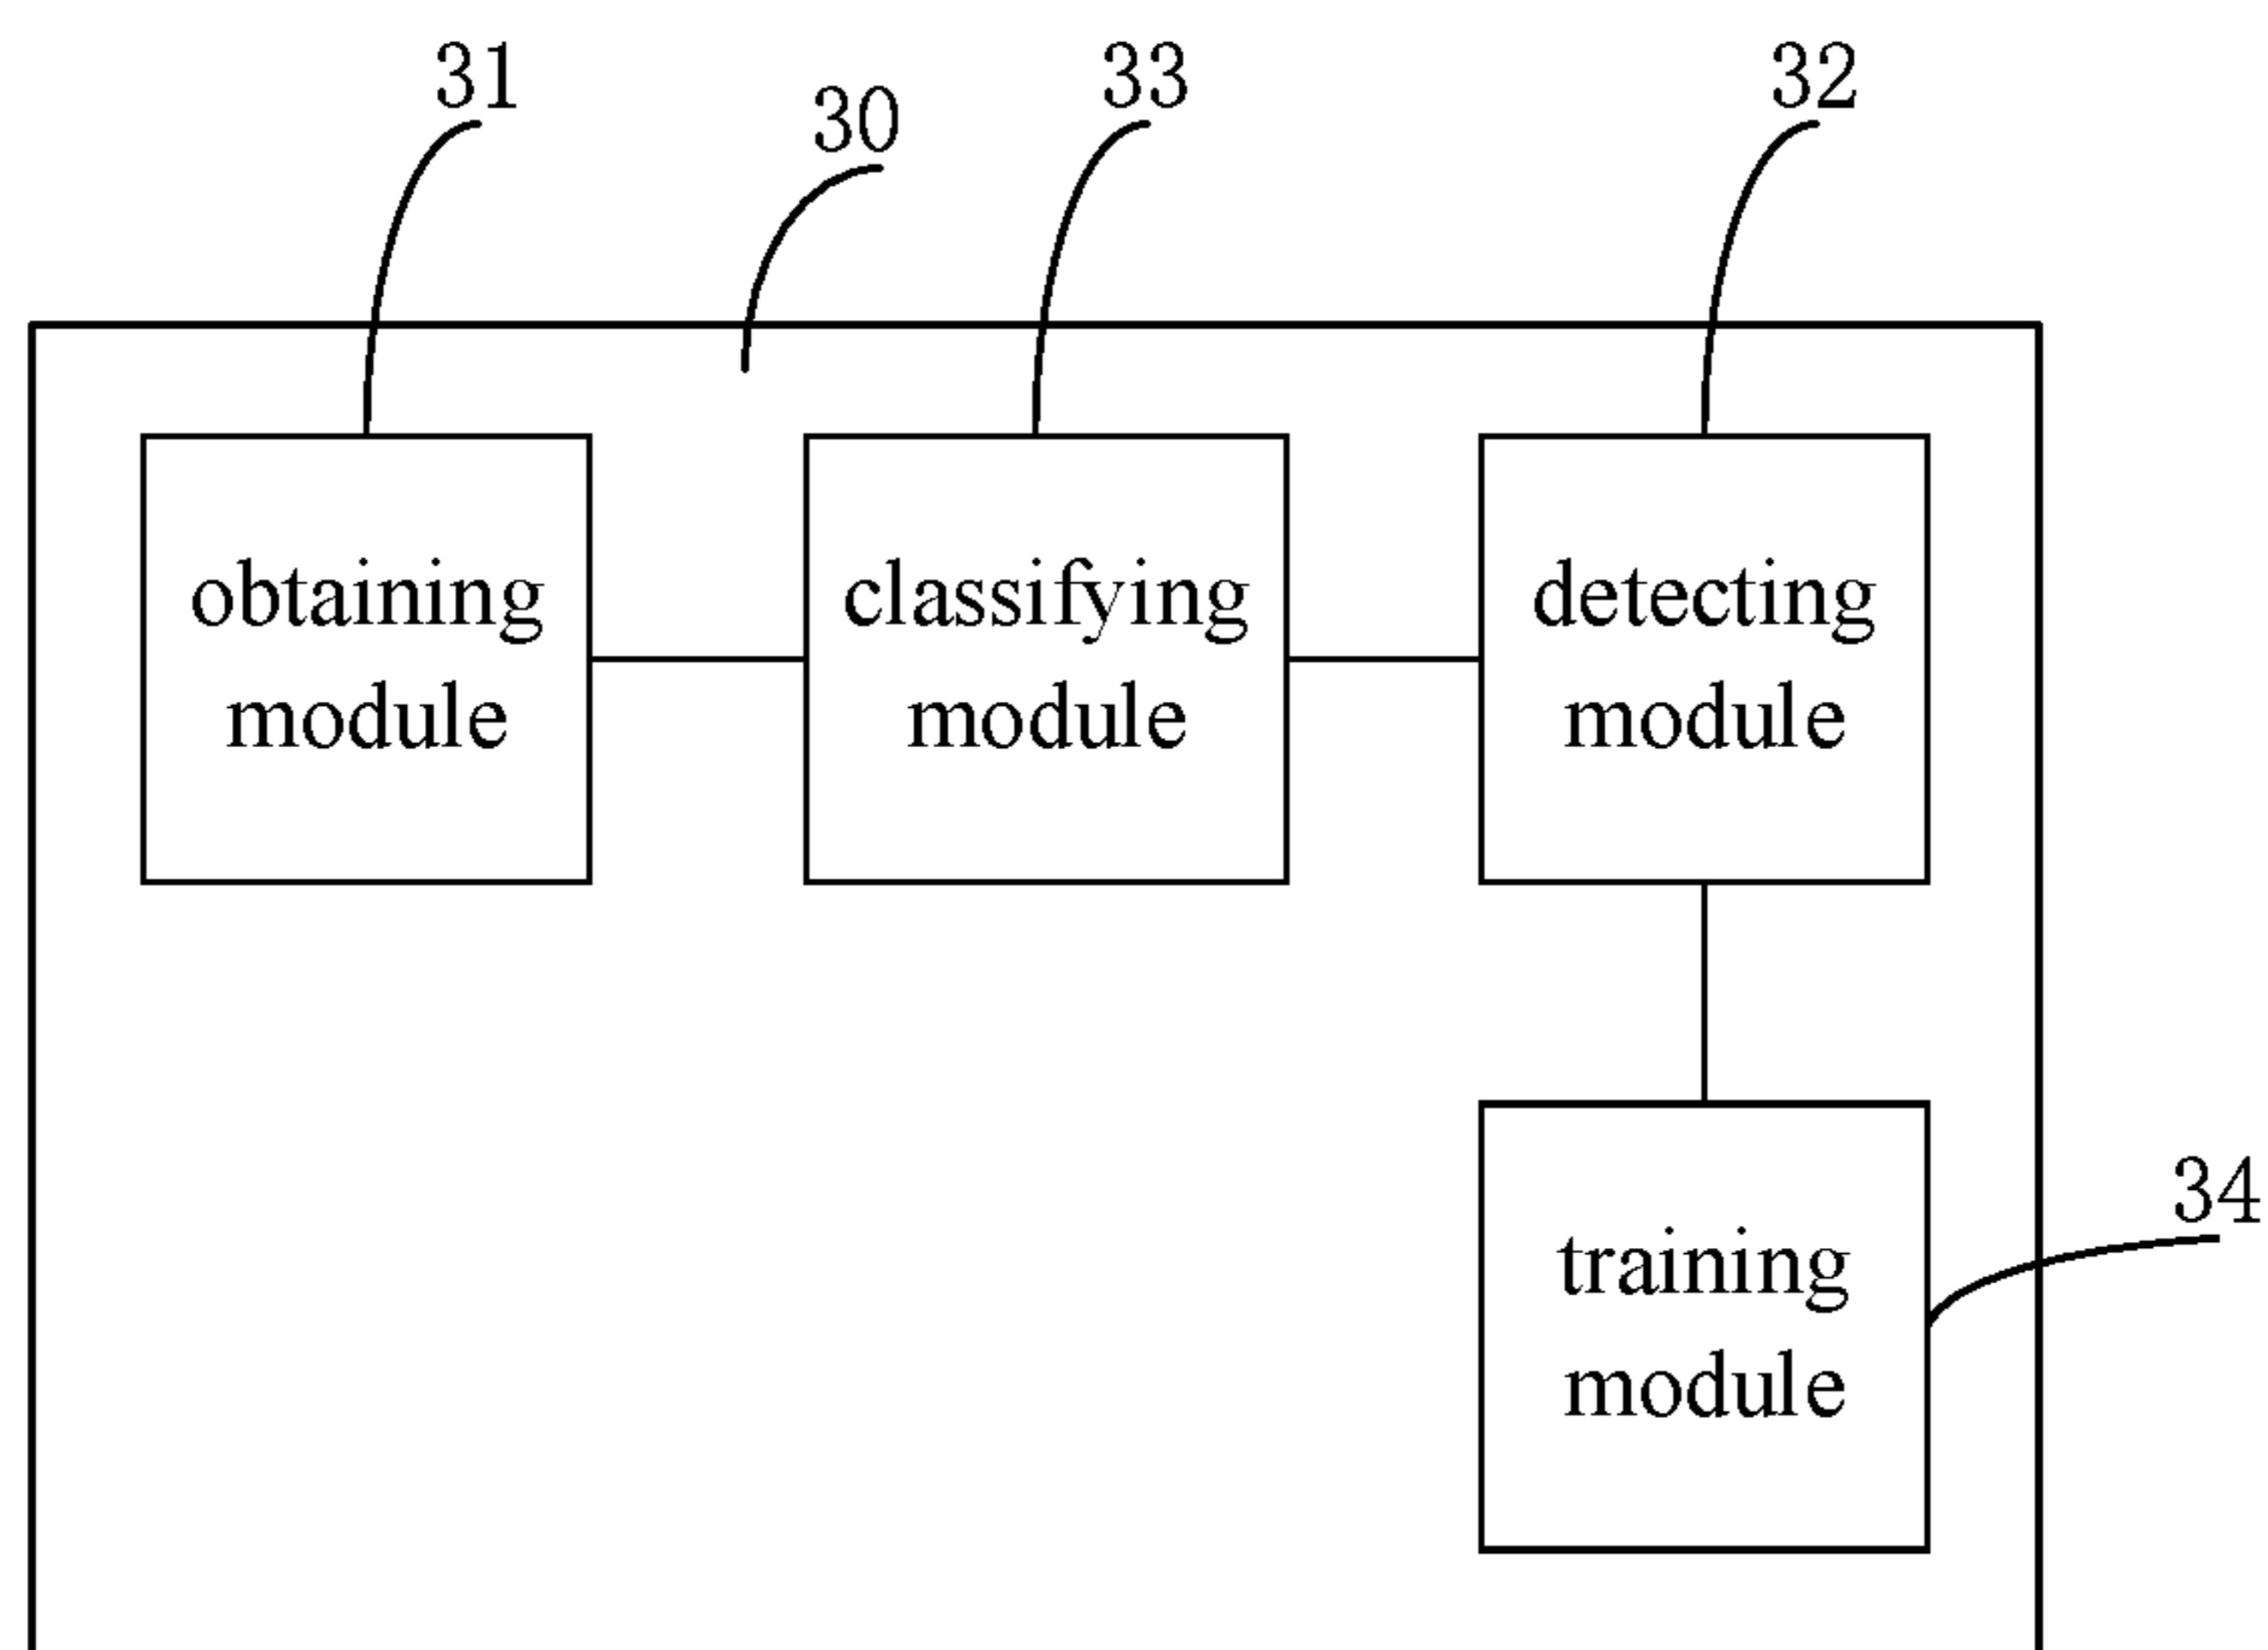 31
30
33
32
obtaining
module
classifying
module
detecting
module
training
module
34